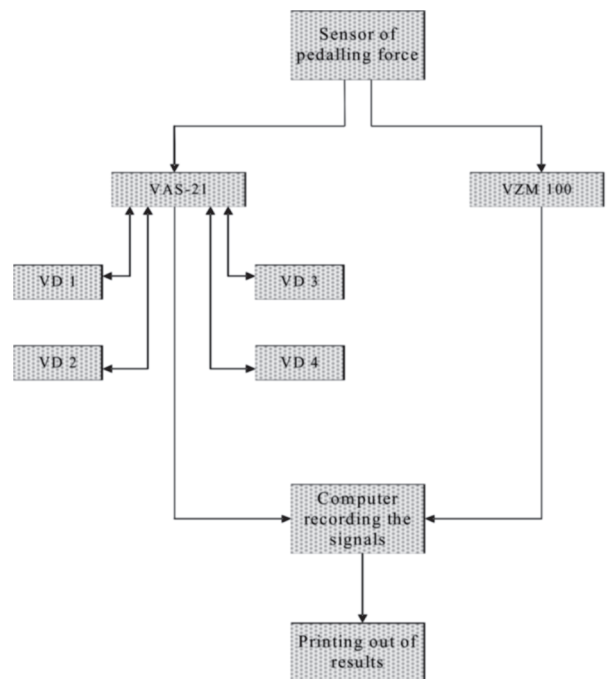 Sensor of
pedalling force
VAS-21
VZM 100
VD 1
VD 3
VD 2
VD 4
Computer
recording the
signals
Printing out of
results